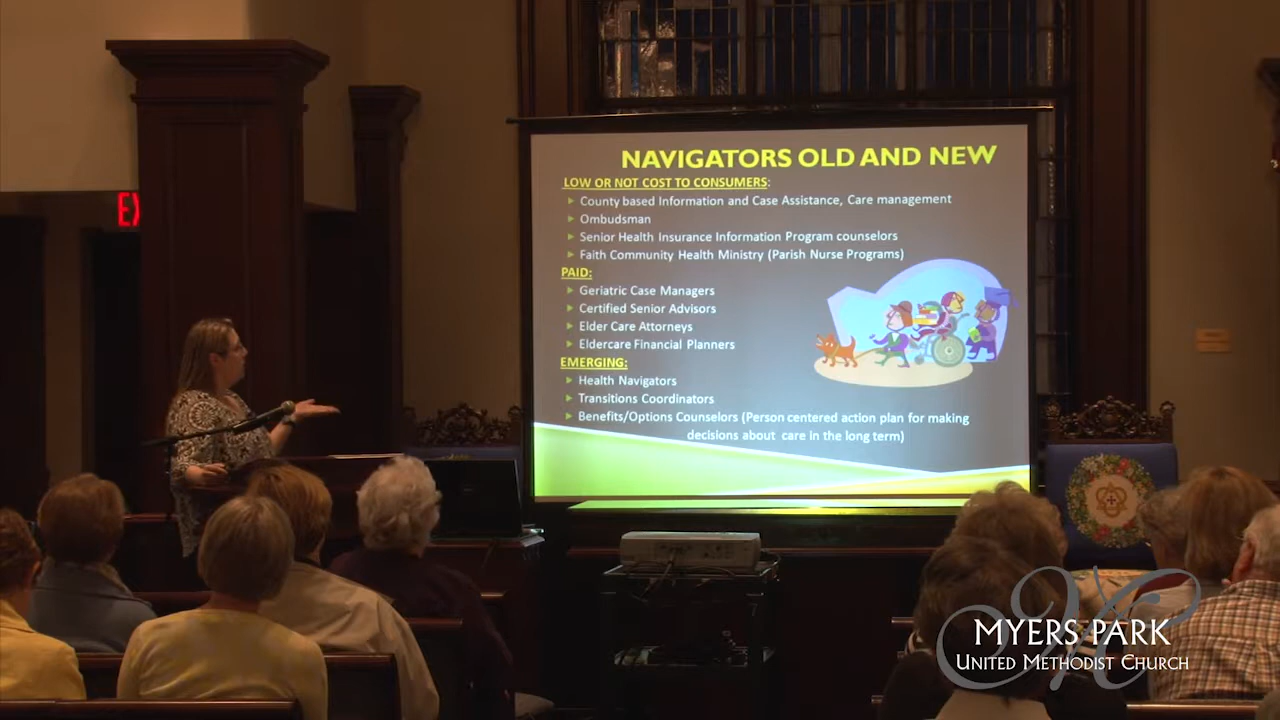 NAVIGATORS OLD AND NEW
LOW OR NOT COST TO CONSUMERS:
County based Information and Case Assistance, Care management
Ombudsman
Senior Health Insurance Information Program counselors
Faith Community Health Ministry (Parish Nurse Programs)
PAID:
Geriatric Case Managers
Certified Senior Advisors
Elder Care Attorneys
Eldercare Financial Planners
EMERGING:
Health Navigators
Transitions Coordinators
Benefits/Options Counselors (Person centered action plan for making
decisions about care in the long term)
MYERS PARK
UNITED METHODIST CHURCH